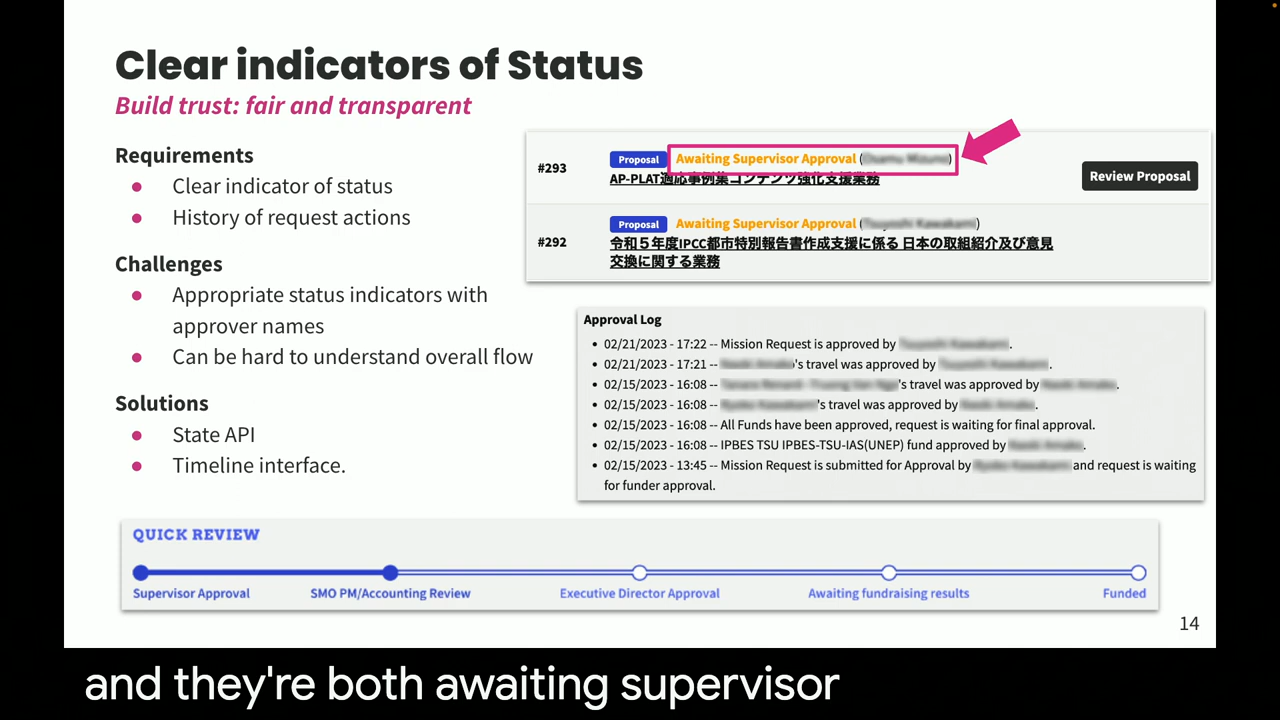 Clear indicators of Status
Build trust: fair and transparent
Requirements
Clear indicator of status
History of request actions
Challenges
Appropriate status indicators with
approver names
Can be hard to understand overall flow
Solutions
State API
Timeline interface.
#293
Proposal Awaiting Supervisor Approval (
AP-PLAT適応事例集コンテンツ強化支援業務
Review Proposal
#292
Proposal Awaiting Supervisor Approval ( )
令和５年度IPCC都市特別報告書作成支援に係る 日本の取組紹介及び意見
交換に関する業務
Approval Log
02/21/2023 - 17:22 -- Mission Request is approved by .
02/21/2023 - 17:21 -- 's travel was approved by .
02/15/2023 - 16:08 -- 's travel was approved by .
02/15/2023 - 16:08 -- 's travel was approved by .
02/15/2023 - 16:08 -- All Funds have been approved, request is waiting for final approval.
02/15/2023 - 16:08 -- IPBES TSU IPBES-TSU-IAS(UNEP) fund approved by .
02/15/2023 - 13:45 -- Mission Request is submitted for Approval by and request is waiting
for funder approval.
QUICK REVIEW
Supervisor Approval
SMO PM/Accounting Review
Executive Director Approval
Awaiting fundraising results
Funded
14
and they're both awaiting supervisor